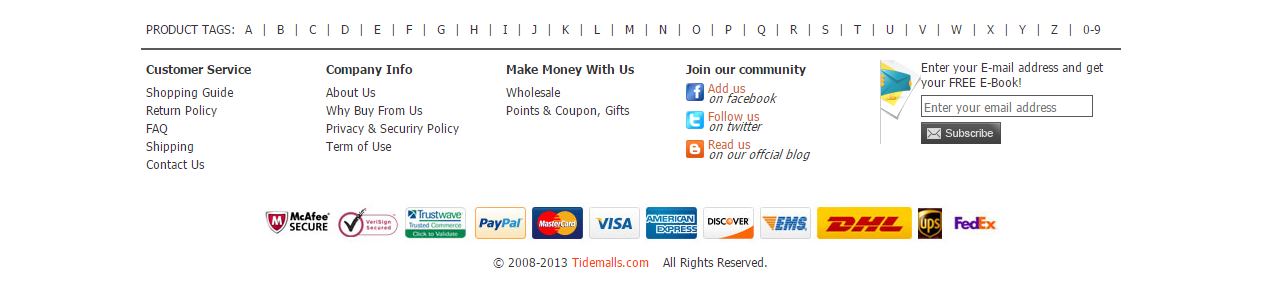 PRODUCT TAGS: A | B | C | D | E | F | G | H | I | J | K | L | M | N | O | P | Q | R | S | T | U | V | W | X | Y | Z | 0-9
Customer Service
Shopping Guide
Return Policy
FAQ
Shipping
Contact Us
Company Info
About Us
Why Buy From Us
Privacy & Securiry Policy
Term of Use
Make Money With Us
Wholesale
Points & Coupon, Gifts
Join our community
Add us
on facebook
Follow us
on twitter
Read us
on our offcial blog
Enter your E-mail address and get
your FREE E-Book!
Enter your email address
Subscribe
McAfee
SECURE
VeriSign
Secured
Trustwave
Trusted Commerce
Click to Validate
PayPal
MasterCard
VISA
AMERICAN
EXPRESS
DISCOVER
EMS
DHL
ups
FedEx
© 2008-2013 Tidemalls.com All Rights Reserved.